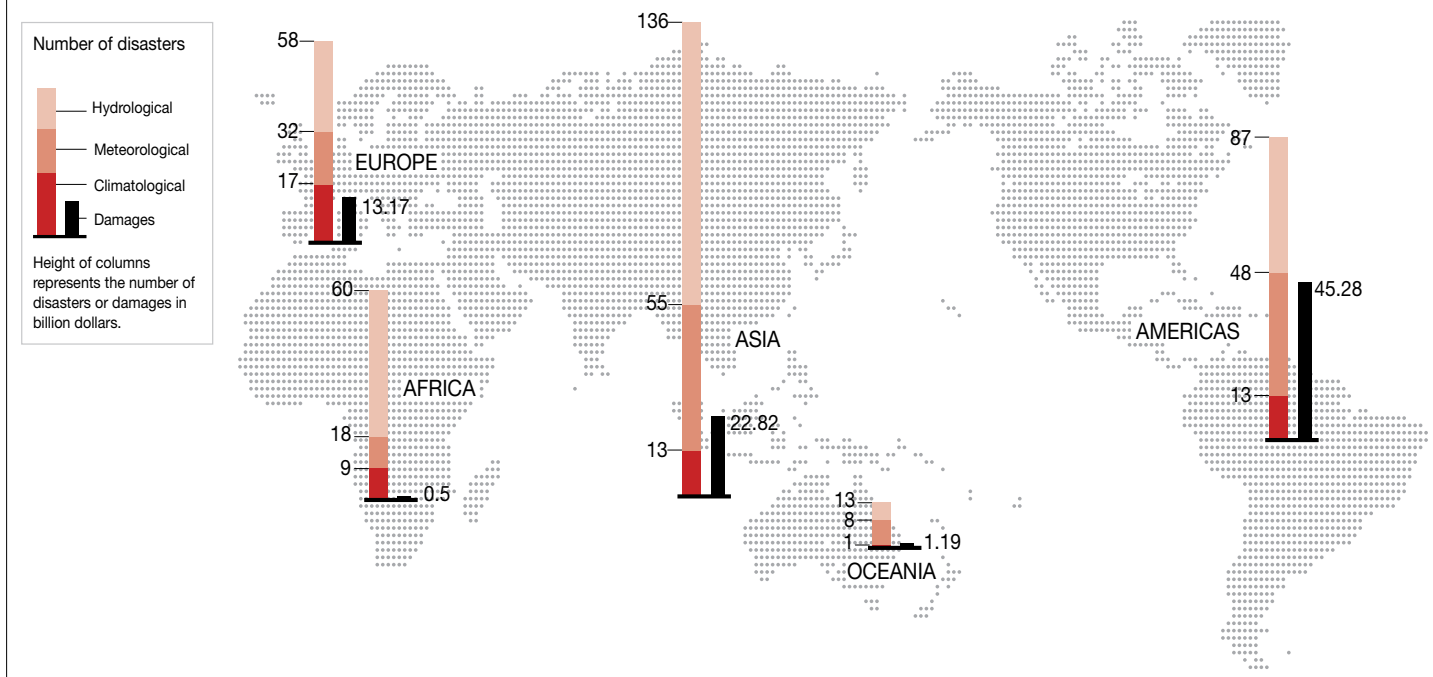 Number of disasters
Hydrological
Meteorological
Climatological
Damages
Height of columns
represents the number of
disasters or damages in
billion dollars.
58
32
17
EUROPE
13.17
60
18
9
AFRICA
0.5
136
55
13
ASIA
22.82
13
8
1
1.19
OCEANIA
87
48
13
AMERICAS
45.28